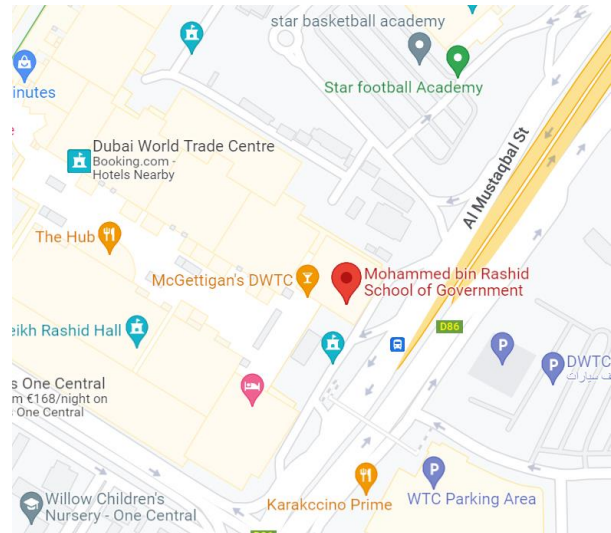 star basketball academy
Star football Academy
inutes
Al Mustaqbal St
Dubai World Trade Centre
Booking.com -
Hotels Nearby
The Hub
McGettigan's DWTC
Mohammed bin Rashid
School of Government
D86
eikh Rashid Hall
P
P
DWTC
ف سيارات
s One Central
m €168/night on
s One Central
P
WTC Parking Area
Karakccino Prime
Willow Children's
Nursery - One Central